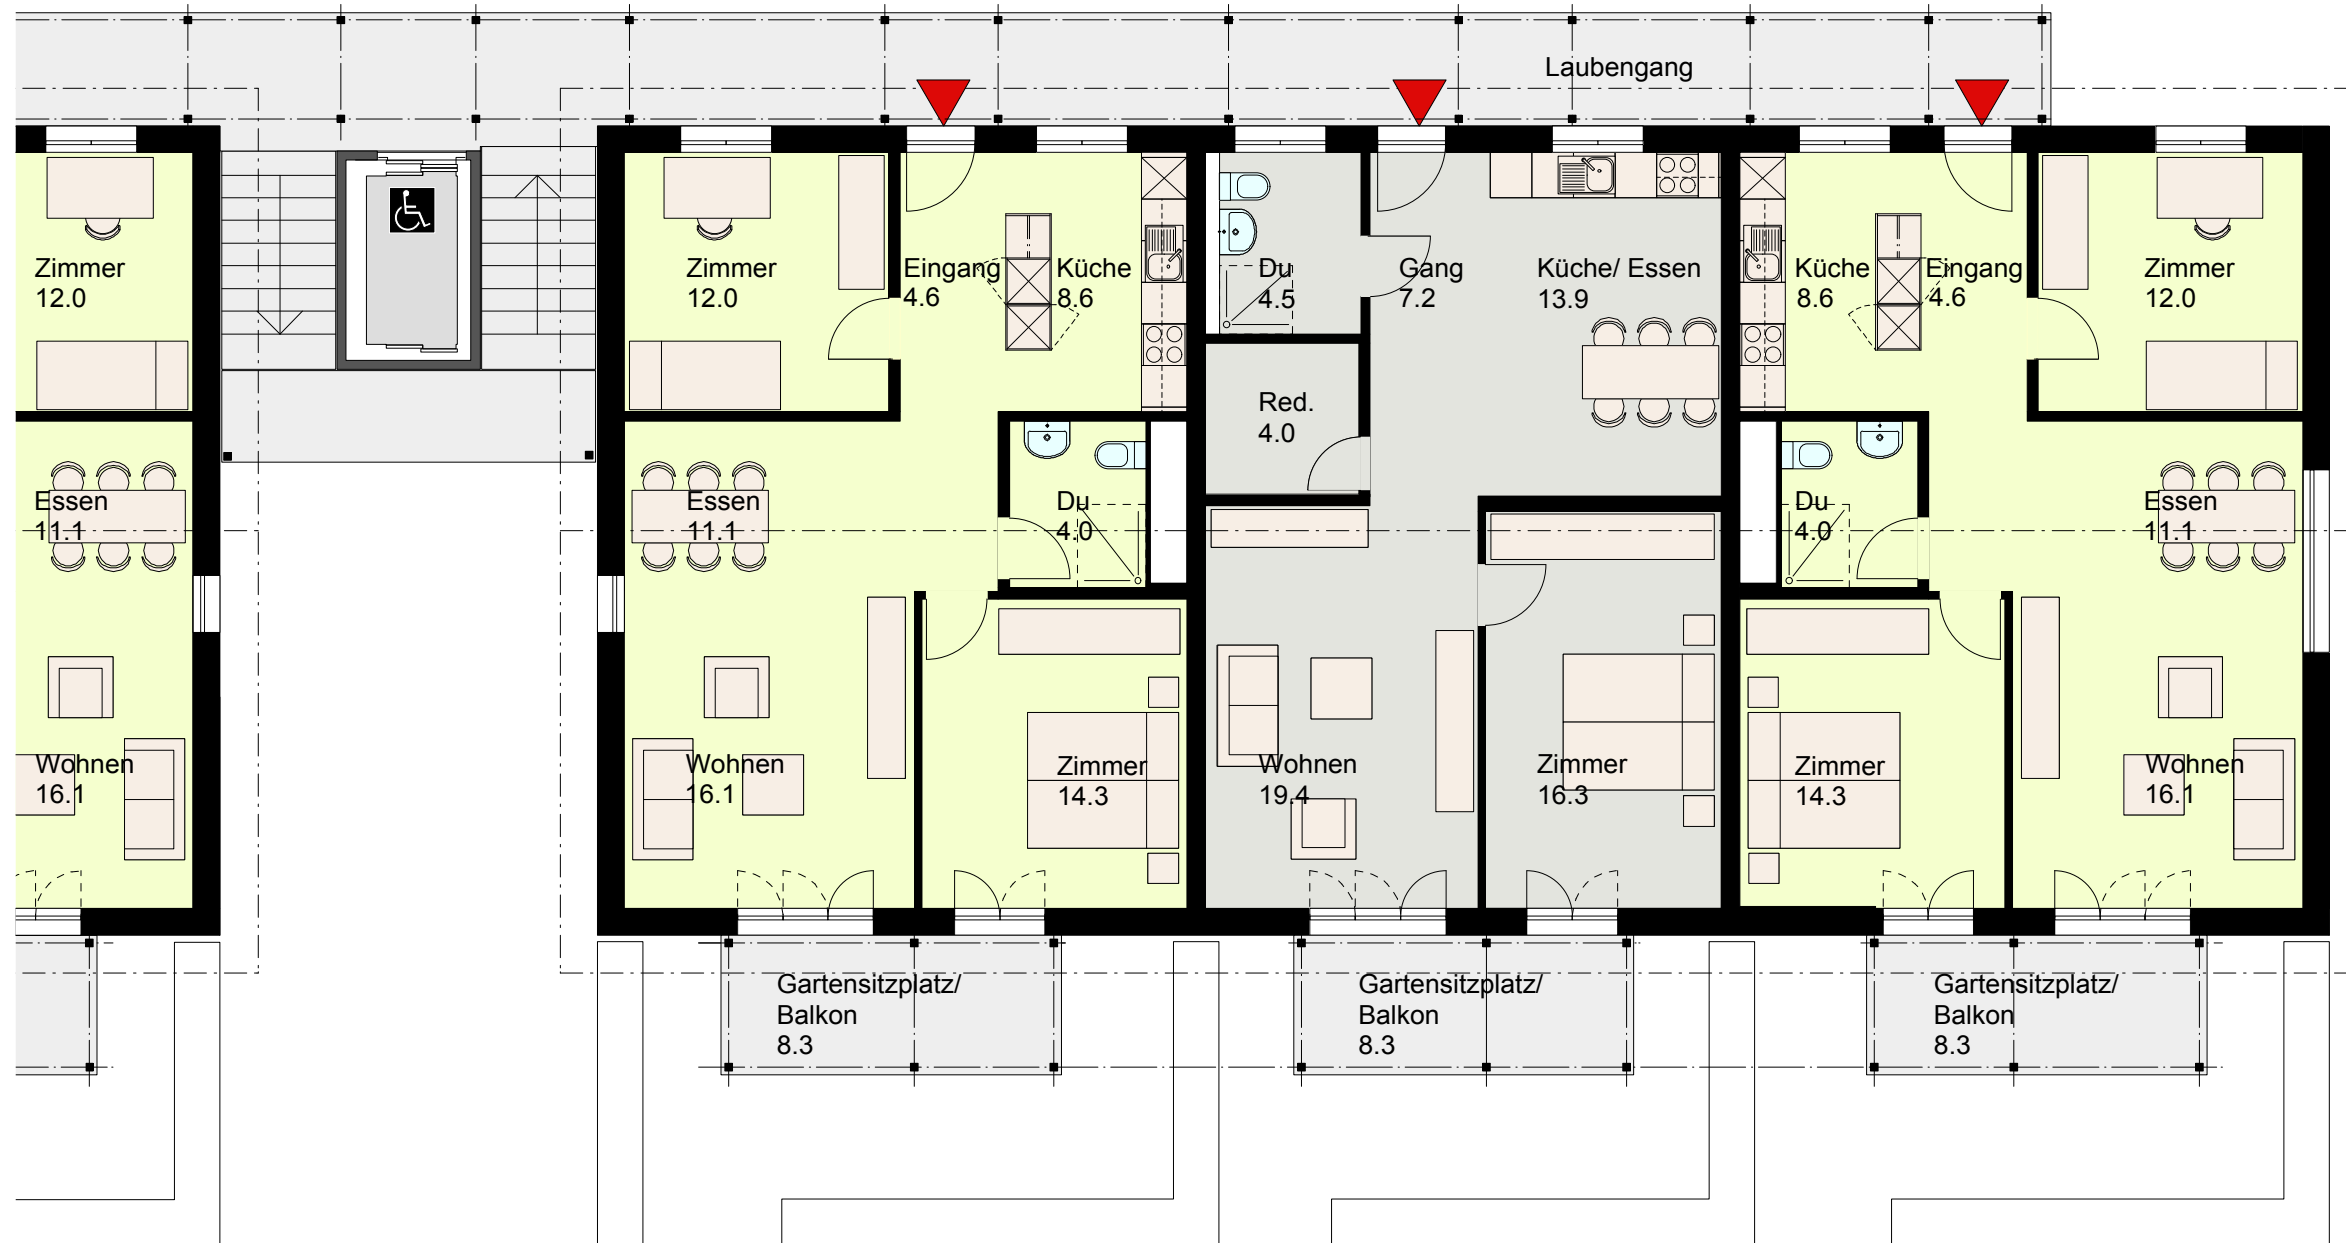 Laubengang
Zimmer
12.0
Zimmer
12.0
Eingang
4.6
Küche
8.6
Du
4.5
Gang
7.2
Küche/ Essen
13.9
Küche
8.6
Eingang
4.6
Zimmer
12.0
Red.
4.0
Essen
11.1
Essen
11.1
Du
4.0
Du
4.0
Essen
11.1
Wohnen
16.1
Wohnen
16.1
Zimmer
14.3
Wohnen
19.4
Zimmer
16.3
Zimmer
14.3
Wohnen
16.1
Gartensitzplatz/
Balkon
8.3
Gartensitzplatz/
Balkon
8.3
Gartensitzplatz/
Balkon
8.3